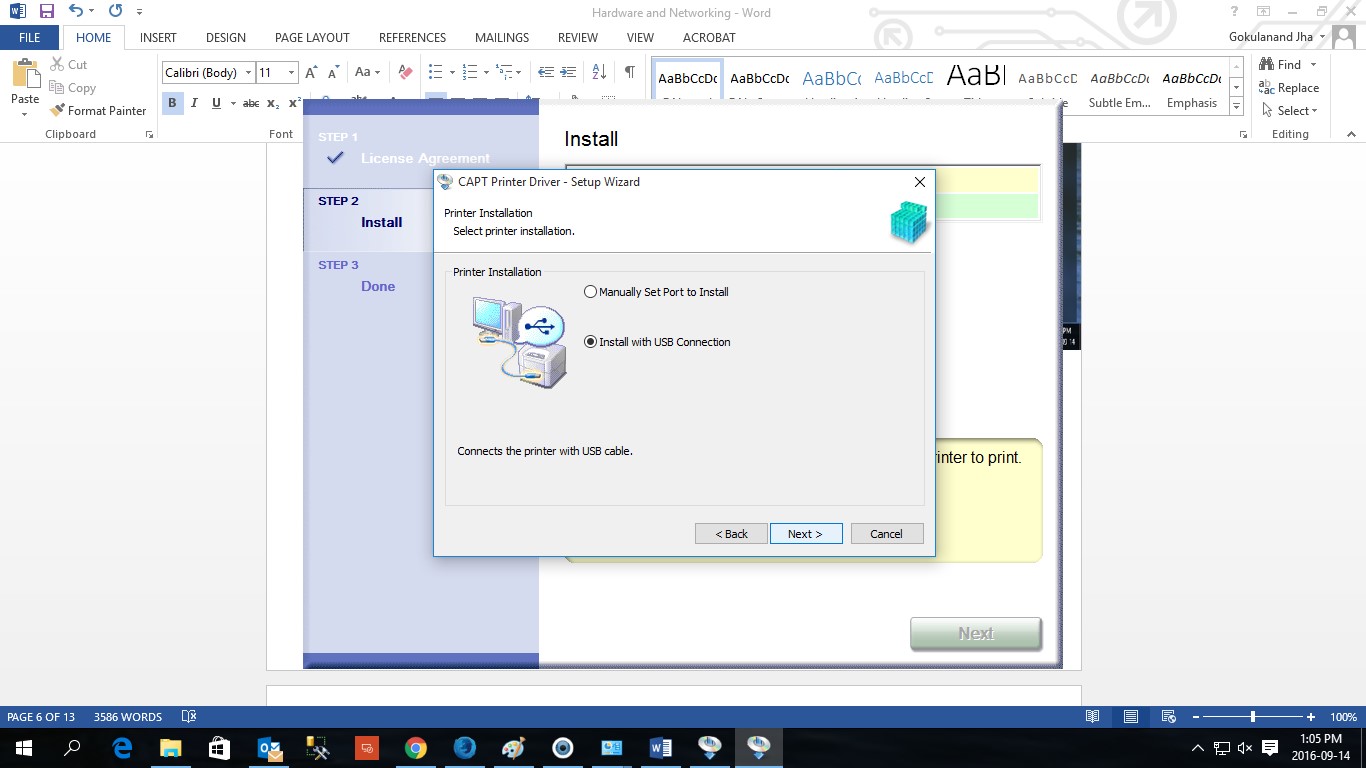 Hardware and Networking - Word
FILE HOME INSERT DESIGN PAGE LAYOUT REFERENCES MAILINGS REVIEW VIEW ACROBAT
Gokulanand Jha
Paste
Cut
Copy
Format Painter
Clipboard
Calibri (Body) 11
Aa
B I U abc X₂ X²
Font
AaBbCcDc AaBbCcDc AaBbCc AaBbCcD AaBl AaBbCcD AaBbCcDc AaBbCcDc
Subtle Em... Emphasis
Find
Replace
Select
Editing
STEP 1
License Agreement
STEP 2
Install
STEP 3
Done
Install
CAPT Printer Driver - Setup Wizard
Printer Installation
Select printer installation.
Printer Installation
Manually Set Port to Install
Install with USB Connection
Connects the printer with USB cable.
< Back Next > Cancel
rinter to print.
Next
PAGE 6 OF 13 3586 WORDS
100%
1:05 PM
2016-09-14